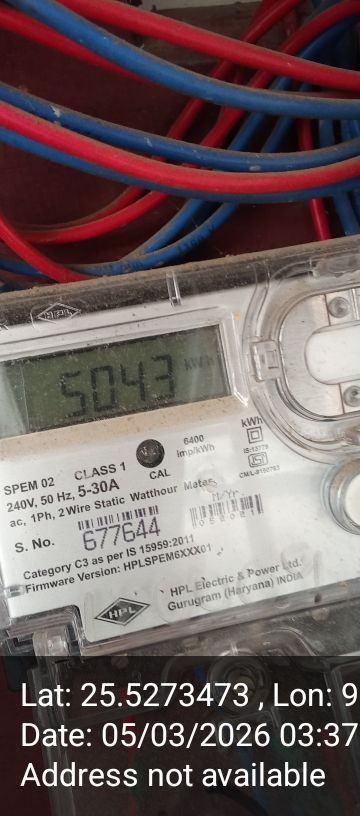 kWh
5043
kWh
6400
imp/kWh
CAL
IS:13779
SPEM 02 CLASS 1
240V, 50 Hz, 5-30A
ac, 1Ph, 2 Wire Static Watthour Meter
M/Yr
S. No. 677644
Category C3 as per IS 15959:2011
Firmware Version: HPLSPEM6XXX01
HPL
HPL Electric & Power Ltd.
Gurugram (Haryana) INDIA
Lat: 25.5273473 , Lon: 9
Date: 05/03/2026 03:37
Address not available